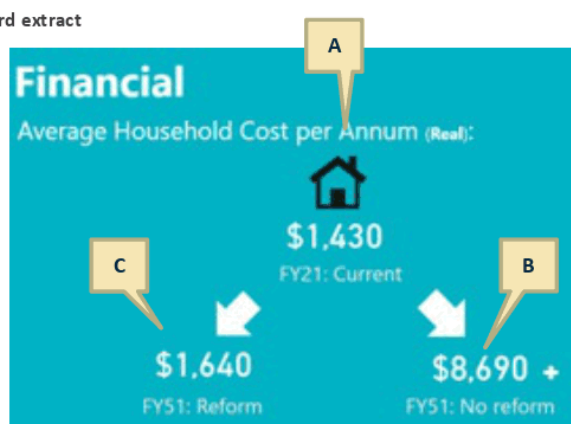 rd extract
A
Financial
Average Household Cost per Annum (Real):
$1,430
FY21: Current
C
B
$1,640
$8,690 +
FY51: Reform
FY51: No reform